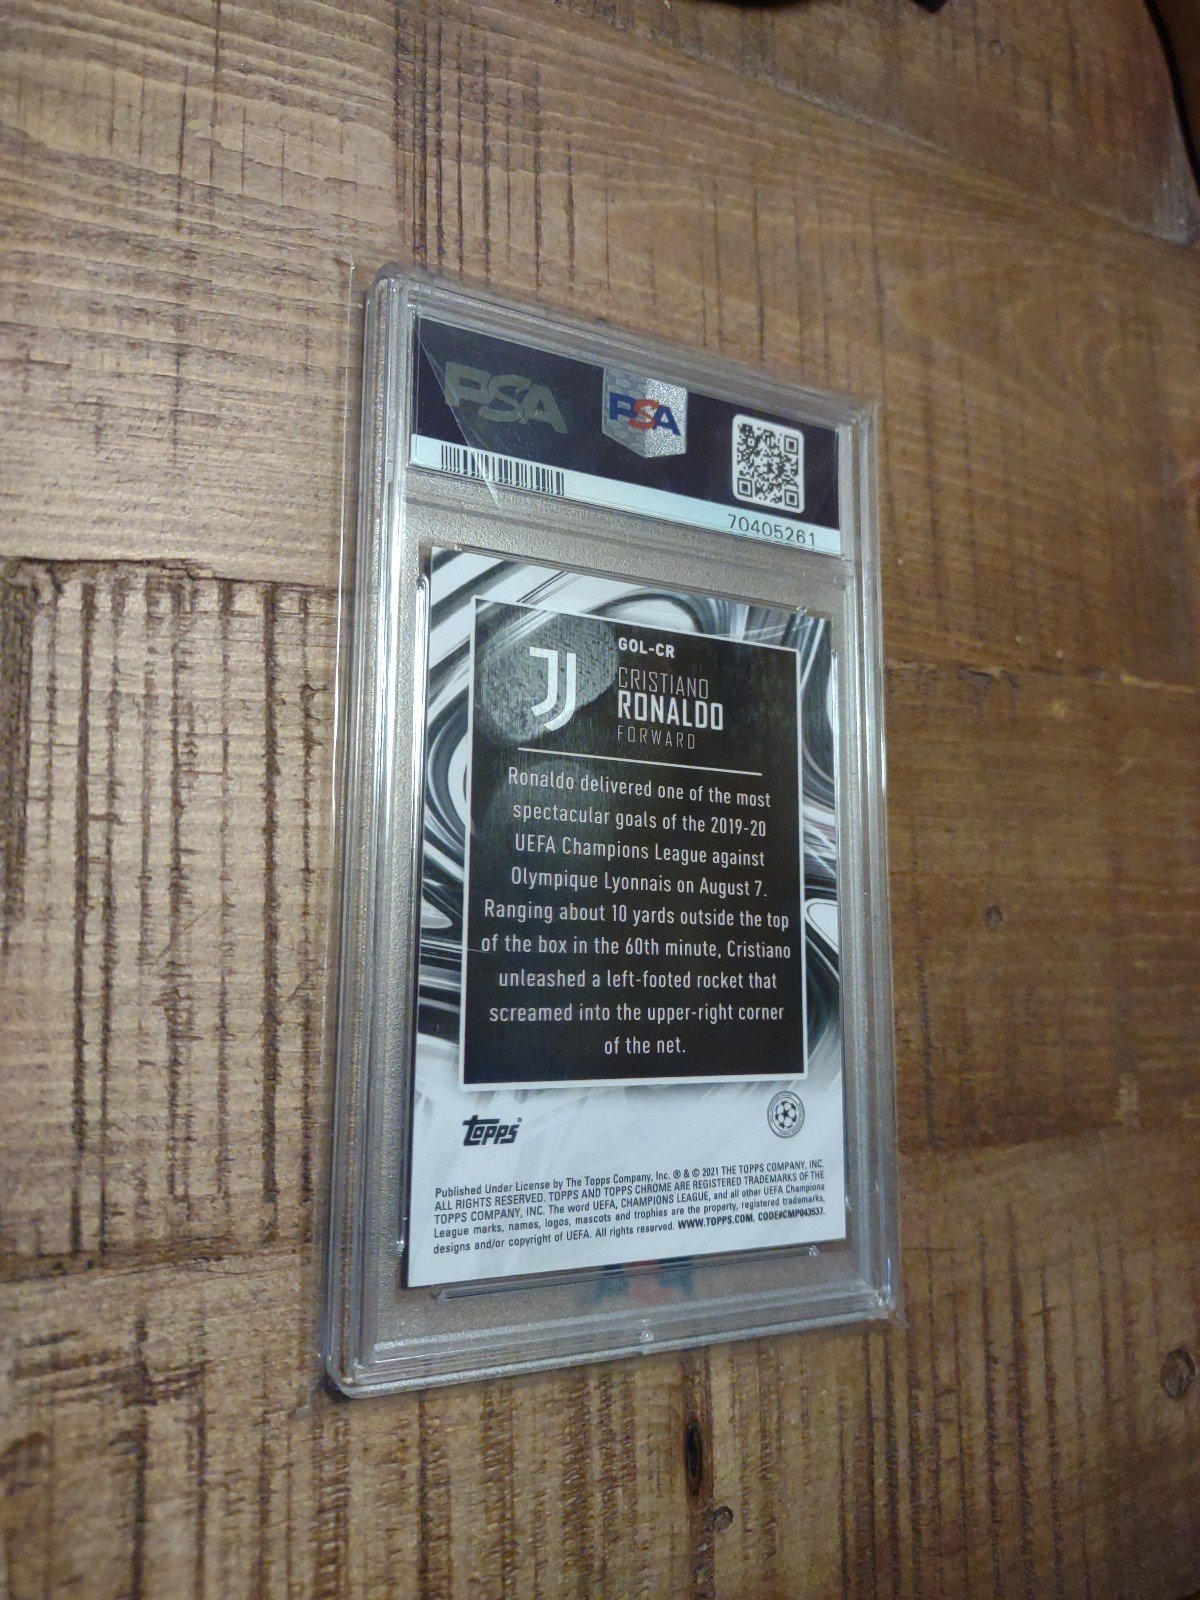 PSA
PSA
70405261
GOL-CR
CRISTIANO
RONALDO
FORWARD
Ronaldo delivered one of the most
spectacular goals of the 2019-20
UEFA Champions League against
Olympique Lyonnais on August 7.
Ranging about 10 yards outside the top
of the box in the 60th minute, Cristiano
unleashed a left-footed rocket that
screamed into the upper-right corner
of the net.
topps®
Published Under License by The Topps Company, Inc. ® & © 2021 THE TOPPS COMPANY, INC.
ALL RIGHTS RESERVED. TOPPS AND TOPPS CHROME ARE REGISTERED TRADEMARKS OF THE
TOPPS COMPANY, INC. The word UEFA, CHAMPIONS LEAGUE, and all other UEFA Champions
League marks, names, logos, mascots and trophies are the property, registered trademarks,
designs and/or copyright of UEFA. All rights reserved. WWW.TOPPS.COM. CODE#CMP043537.